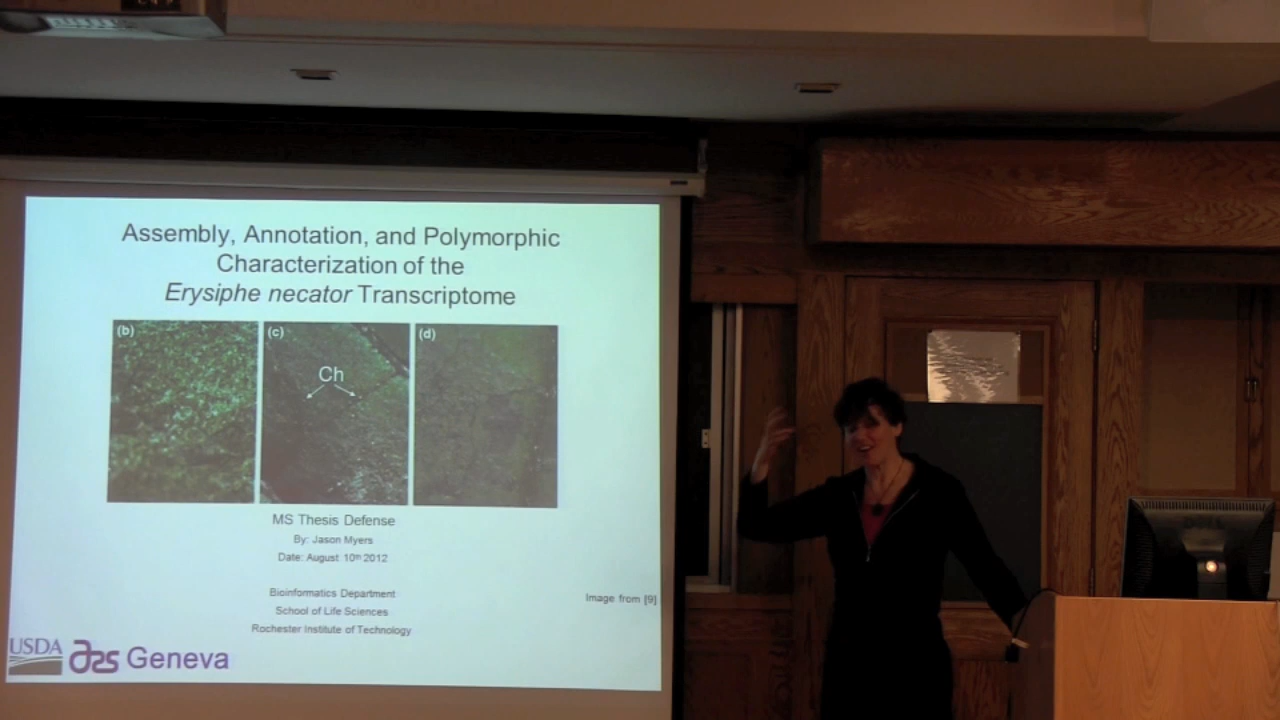 Assembly, Annotation, and Polymorphic
Characterization of the
Erysiphe necator Transcriptome
(b) (c) (d)
Ch
MS Thesis Defense
By: Jason Myers
Date: August 10th 2012
Bioinformatics Department
Image from [9]
School of Life Sciences
Rochester Institute of Technology
USDA ars Geneva